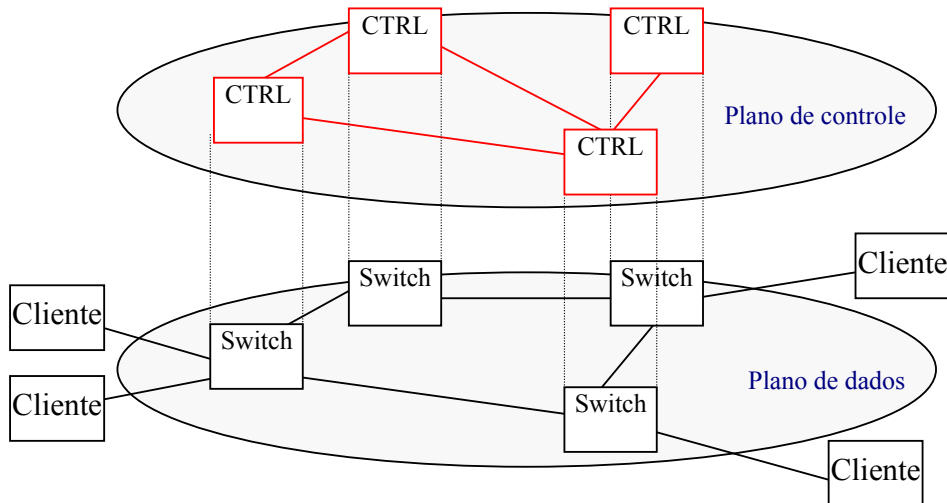 CTRL
CTRL
CTRL
Plano de controle
CTRL
Cliente
Switch
Switch
Cliente
Switch
Plano de dados
Cliente
Switch
Cliente